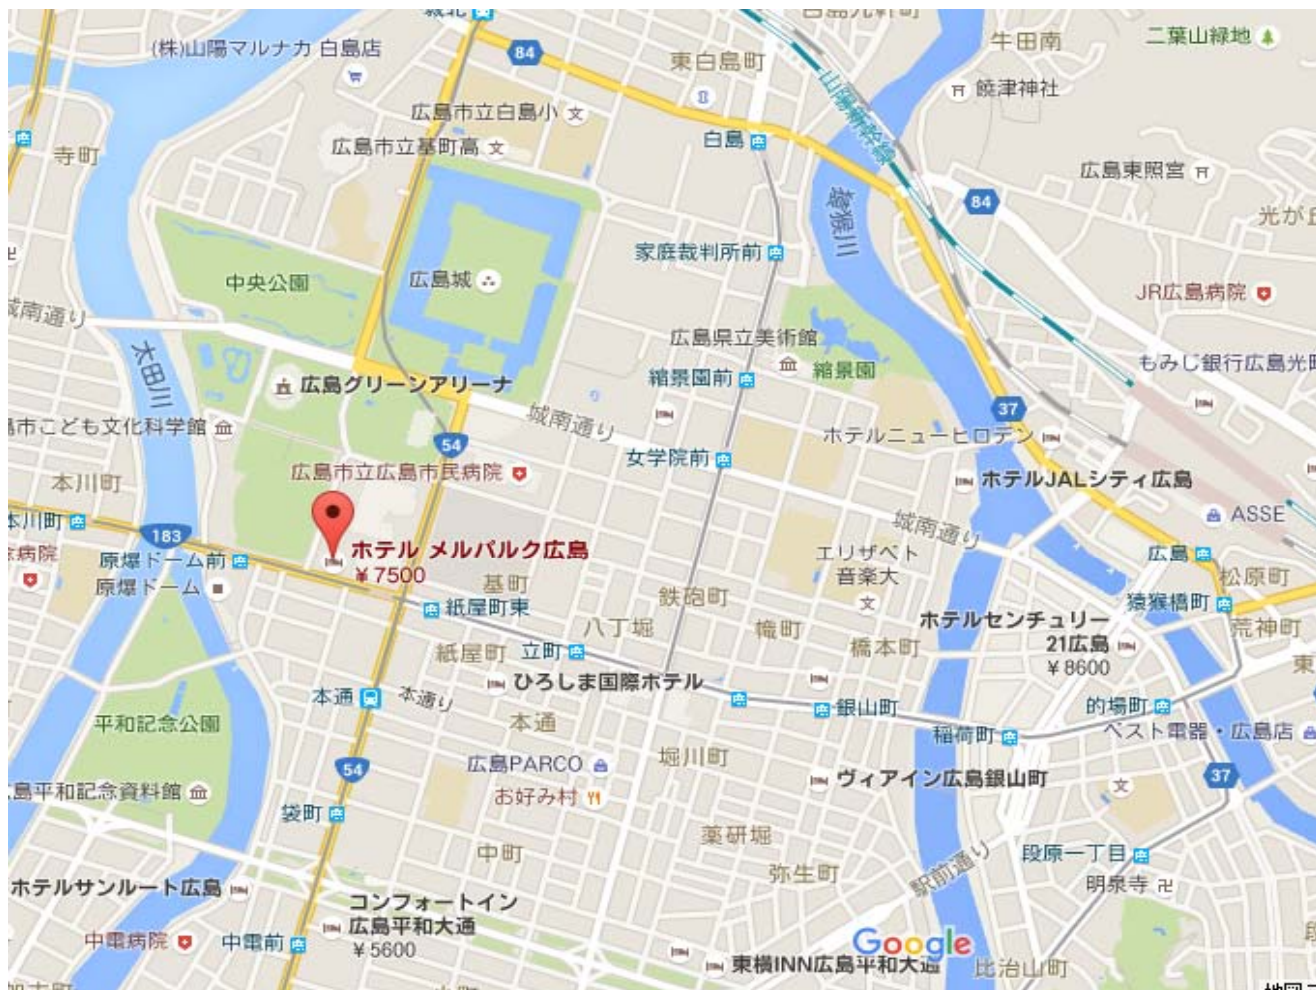 城北
(株)山陽マルナカ 白島店
84
東白島町
牛田南
二葉山緑地
饒津神社
山陽新幹線
広島市立白島小
広島市立基町高
白島
寺町
広島東照宮
84
猿猴川
光が丘
家庭裁判所前
中央公園
広島城
JR広島病院
城南通り
太田川
広島県立美術館
縮景園前
縮景園
もみじ銀行広島光町
広島グリーンアリーナ
37
城南通り
島市こども文化科学館
54
ホテルニューヒロデン
女学院前
広島市立広島市民病院
ホテルJALシティ広島
本川町
本川町
183
城南通り
ASSE
原爆ドーム前
ホテル メルパルク広島
¥7500
エリザベト
音楽大
広島
松原町
原爆ドーム
基町
鉄砲町
紙屋町東
猿猴橋町
八丁堀
幟町
橋本町
ホテルセンチュリー
21広島
¥8600
荒神町
紙屋町
立町
東
ひろしま国際ホテル
本通
本通り
銀山町
的場町
平和記念公園
本通
稲荷町
ベスト電器・広島店
堀川町
広島PARCO
54
ヴィアイン広島銀山町
37
島平和記念資料館
お好み村
袋町
薬研堀
中町
駅前通り
段原一丁目
弥生町
明泉寺
ホテルサンルート広島
コンフォートイン
広島平和大通
¥5600
中電病院
中電前
Google
東横INN広島平和大通
比治山町
段